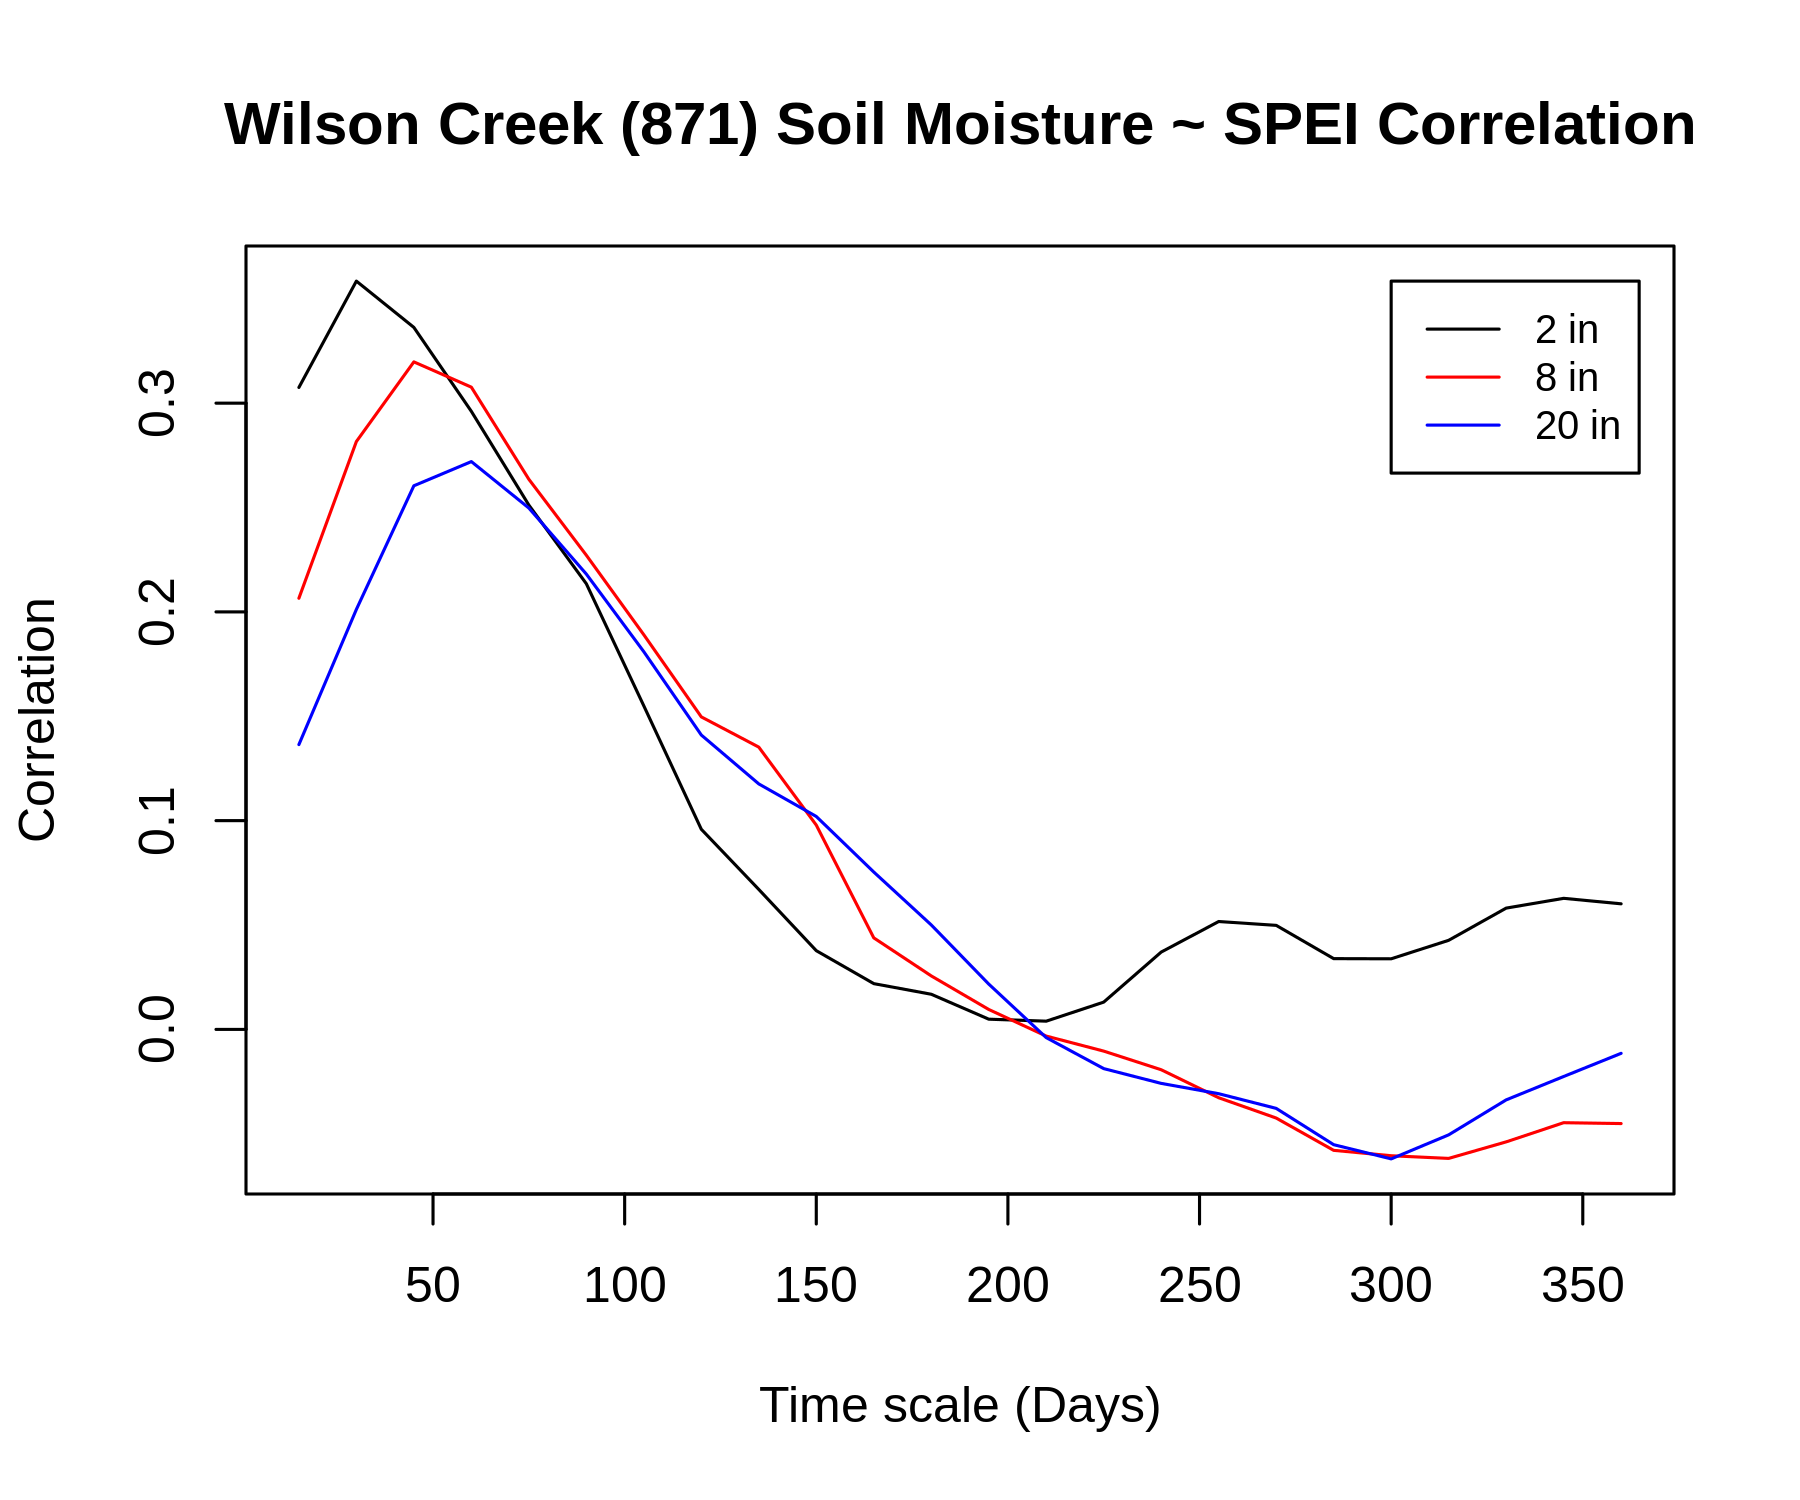 Wilson Creek (871) Soil Moisture ~ SPEI Correlation
2 in
8 in
20 in
Correlation
0.3
0.2
0.1
0.0
50 100 150 200 250 300 350
Time scale (Days)